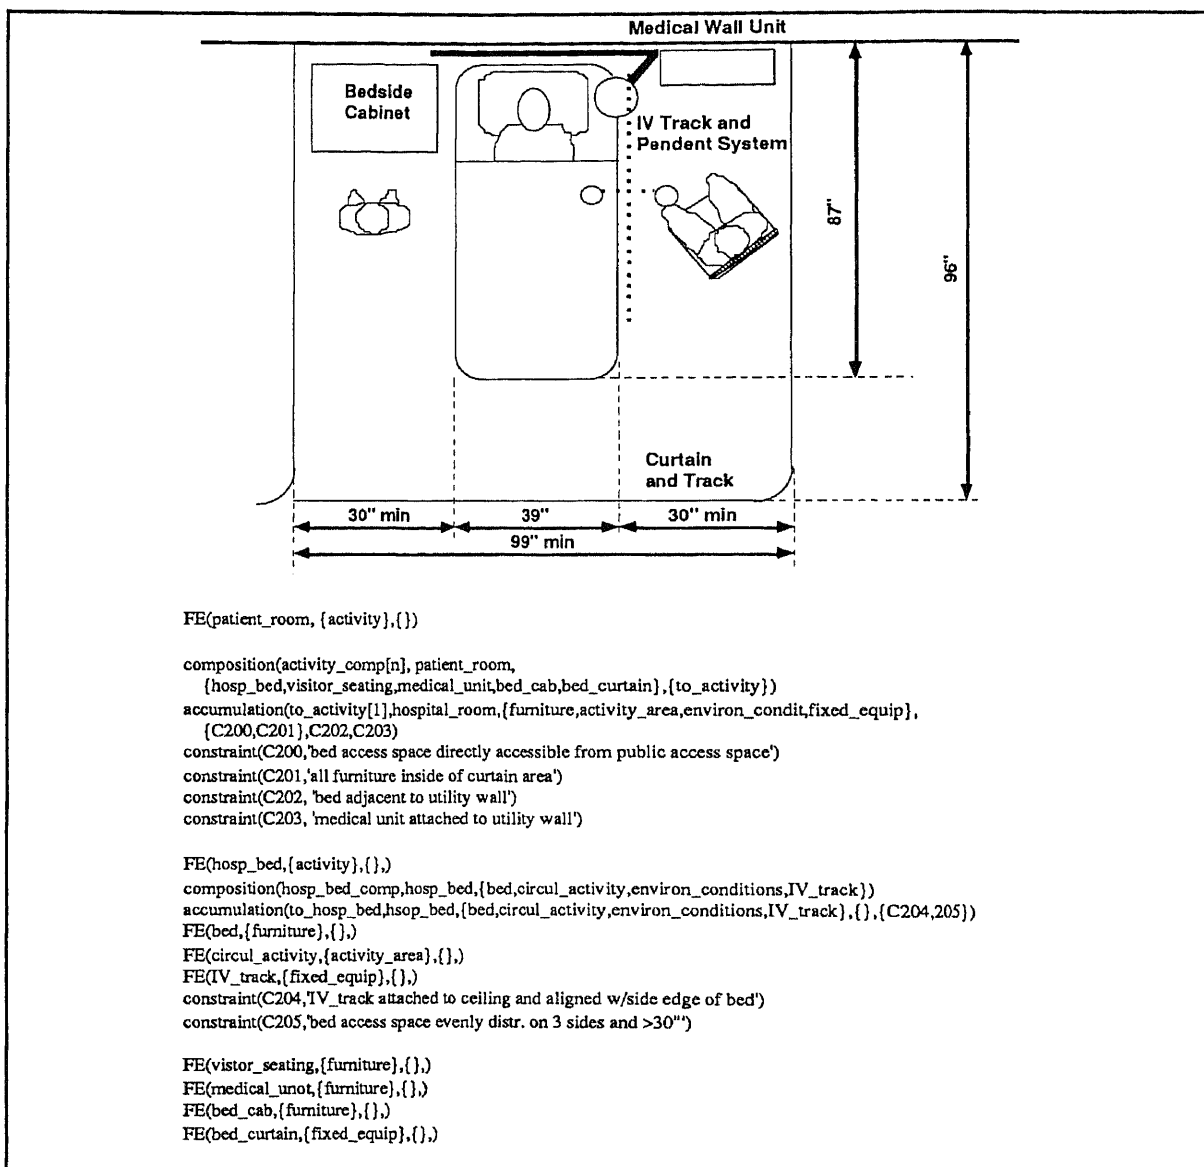 Medical Wall Unit
Bedside
Cabinet
IV Track and
Pendent System
87"
96"
Curtain
and Track
30" min
39"
30" min
99" min
FE(patient_room, {activity},{})
composition(activity_comp[n], patient_room,
{hosp_bed,visitor_seating,medical_unit,bed_cab,bed_curtain},{to_activity})
accumulation(to_activity[1],hospital_room,{furniture,activity_area,environ_condit,fixed_equip},
{C200,C201},C202,C203)
constraint(C200,'bed access space directly accessible from public access space')
constraint(C201,'all furniture inside of curtain area')
constraint(C202, 'bed adjacent to utility wall')
constraint(C203, 'medical unit attached to utility wall')
FE(hosp_bed,{activity},{},)
composition(hosp_bed_comp,hosp_bed,{bed,circul_activity,environ_conditions,IV_track})
accumulation(to_hosp_bed,hsop_bed,{bed,circul_activity,environ_conditions,IV_track},{},{C204,205})
FE(bed,{furniture},{},)
FE(circul_activity,{activity_area},{},)
FE(IV_track,{fixed_equip},{},)
constraint(C204,'IV_track attached to ceiling and aligned w/side edge of bed')
constraint(C205,'bed access space evenly distr. on 3 sides and >30"')
FE(vistor_seating,{furniture},{},)
FE(medical_unot,{furniture},{},)
FE(bed_cab,{furniture},{},)
FE(bed_curtain,{fixed_equip},{},)